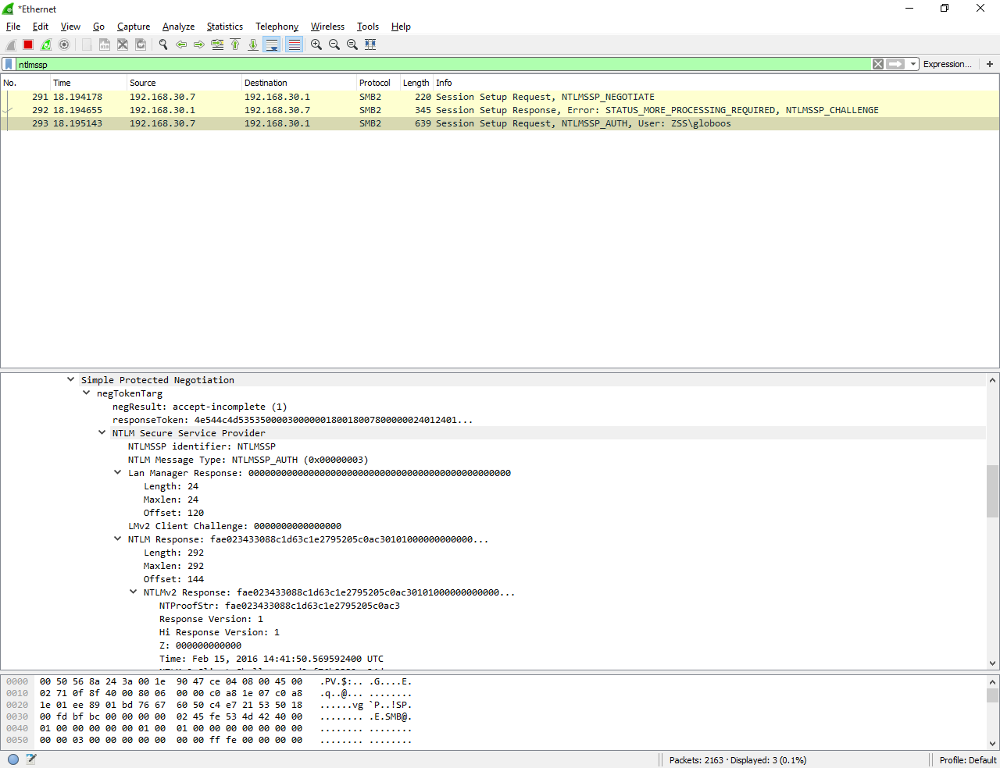 *Ethernet
File Edit View Go Capture Analyze Statistics Telephony Wireless Tools Help
ntlmssp
Expression... +
No. Time Source Destination Protocol Length Info
291 18.194178 192.168.30.7 192.168.30.1 SMB2 220 Session Setup Request, NTLMSSP_NEGOTIATE
292 18.194655 192.168.30.1 192.168.30.7 SMB2 345 Session Setup Response, Error: STATUS_MORE_PROCESSING_REQUIRED, NTLMSSP_CHALLENGE
293 18.195143 192.168.30.7 192.168.30.1 SMB2 639 Session Setup Request, NTLMSSP_AUTH, User: ZSS\globoos
Simple Protected Negotiation
negTokenTarg
negResult: accept-incomplete (1)
responseToken: 4e544c4d53535000030000001800180078000000240124​01...
NTLM Secure Service Provider
NTLMSSP identifier: NTLMSSP
NTLM Message Type: NTLMSSP_AUTH (0x00000003)
Lan Manager Response: 000000000000000000000000000000000000000000000000
Length: 24
Maxlen: 24
Offset: 120
LMv2 Client Challenge: 0000000000000000
NTLM Response: fae023433088c1d63c1e2795205c0ac30101000000000000...
Length: 292
Maxlen: 292
Offset: 144
NTLMv2 Response: fae023433088c1d63c1e2795205c0ac30101000000000000...
NTProofStr: fae023433088c1d63c1e2795205c0ac3
Response Version: 1
Hi Response Version: 1
Z: 000000000000
Time: Feb 15, 2016 14:41:50.569592400 UTC
0000 00 50 56 8a 24 3a 00 1e 90 47 ce 04 08 00 45 00 .PV.$:.. .G....E.
0010 02 71 0f 8f 40 00 80 06 00 00 c0 a8 1e 07 c0 a8 .q..@... ........
0020 1e 01 ee 89 01 bd 76 67 60 50 c4 e7 21 53 50 18 ......vg `P..!SP.
0030 00 fd bf bc 00 00 00 00 02 45 fe 53 4d 42 40 00 ........ .E.SMB@.
0040 01 00 00 00 00 00 01 00 01 00 00 00 00 00 00 00 ........ ........
0050 00 00 03 00 00 00 00 00 00 00 ff fe 00 00 00 00 ........ ........
Packets: 2163 · Displayed: 3 (0.1%) Profile: Default